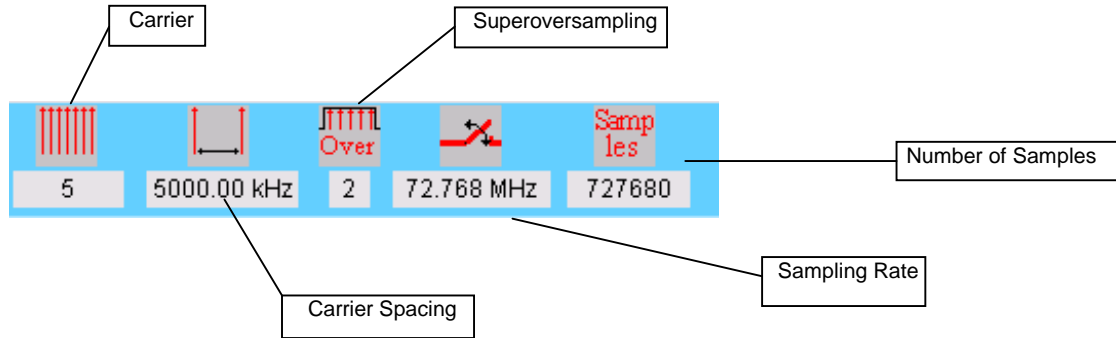 Carrier
Superoversampling
Over
Samp
les
5
5000.00 kHz
2
72.768 MHz
727680
Number of Samples
Sampling Rate
Carrier Spacing